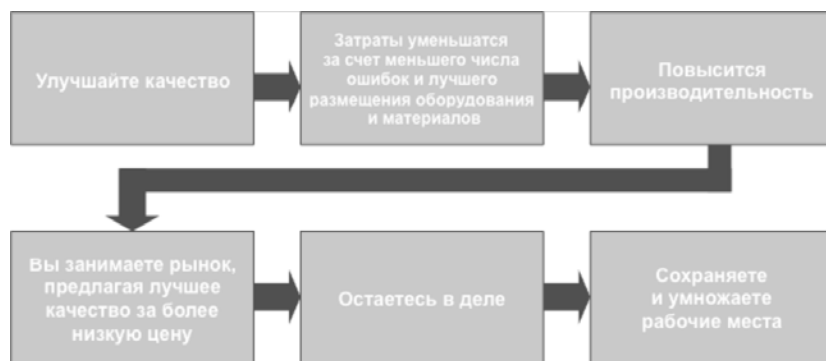 Улучшайте качество
Затраты уменьшатся
за счет меньшего числа
ошибок и лучшего
размещения оборудования
и материалов
Повысится
производительность
Вы занимаете рынок,
предлагая лучшее
качество за более
низкую цену
Остаетесь в деле
Сохраняете
и умножаете
рабочие места